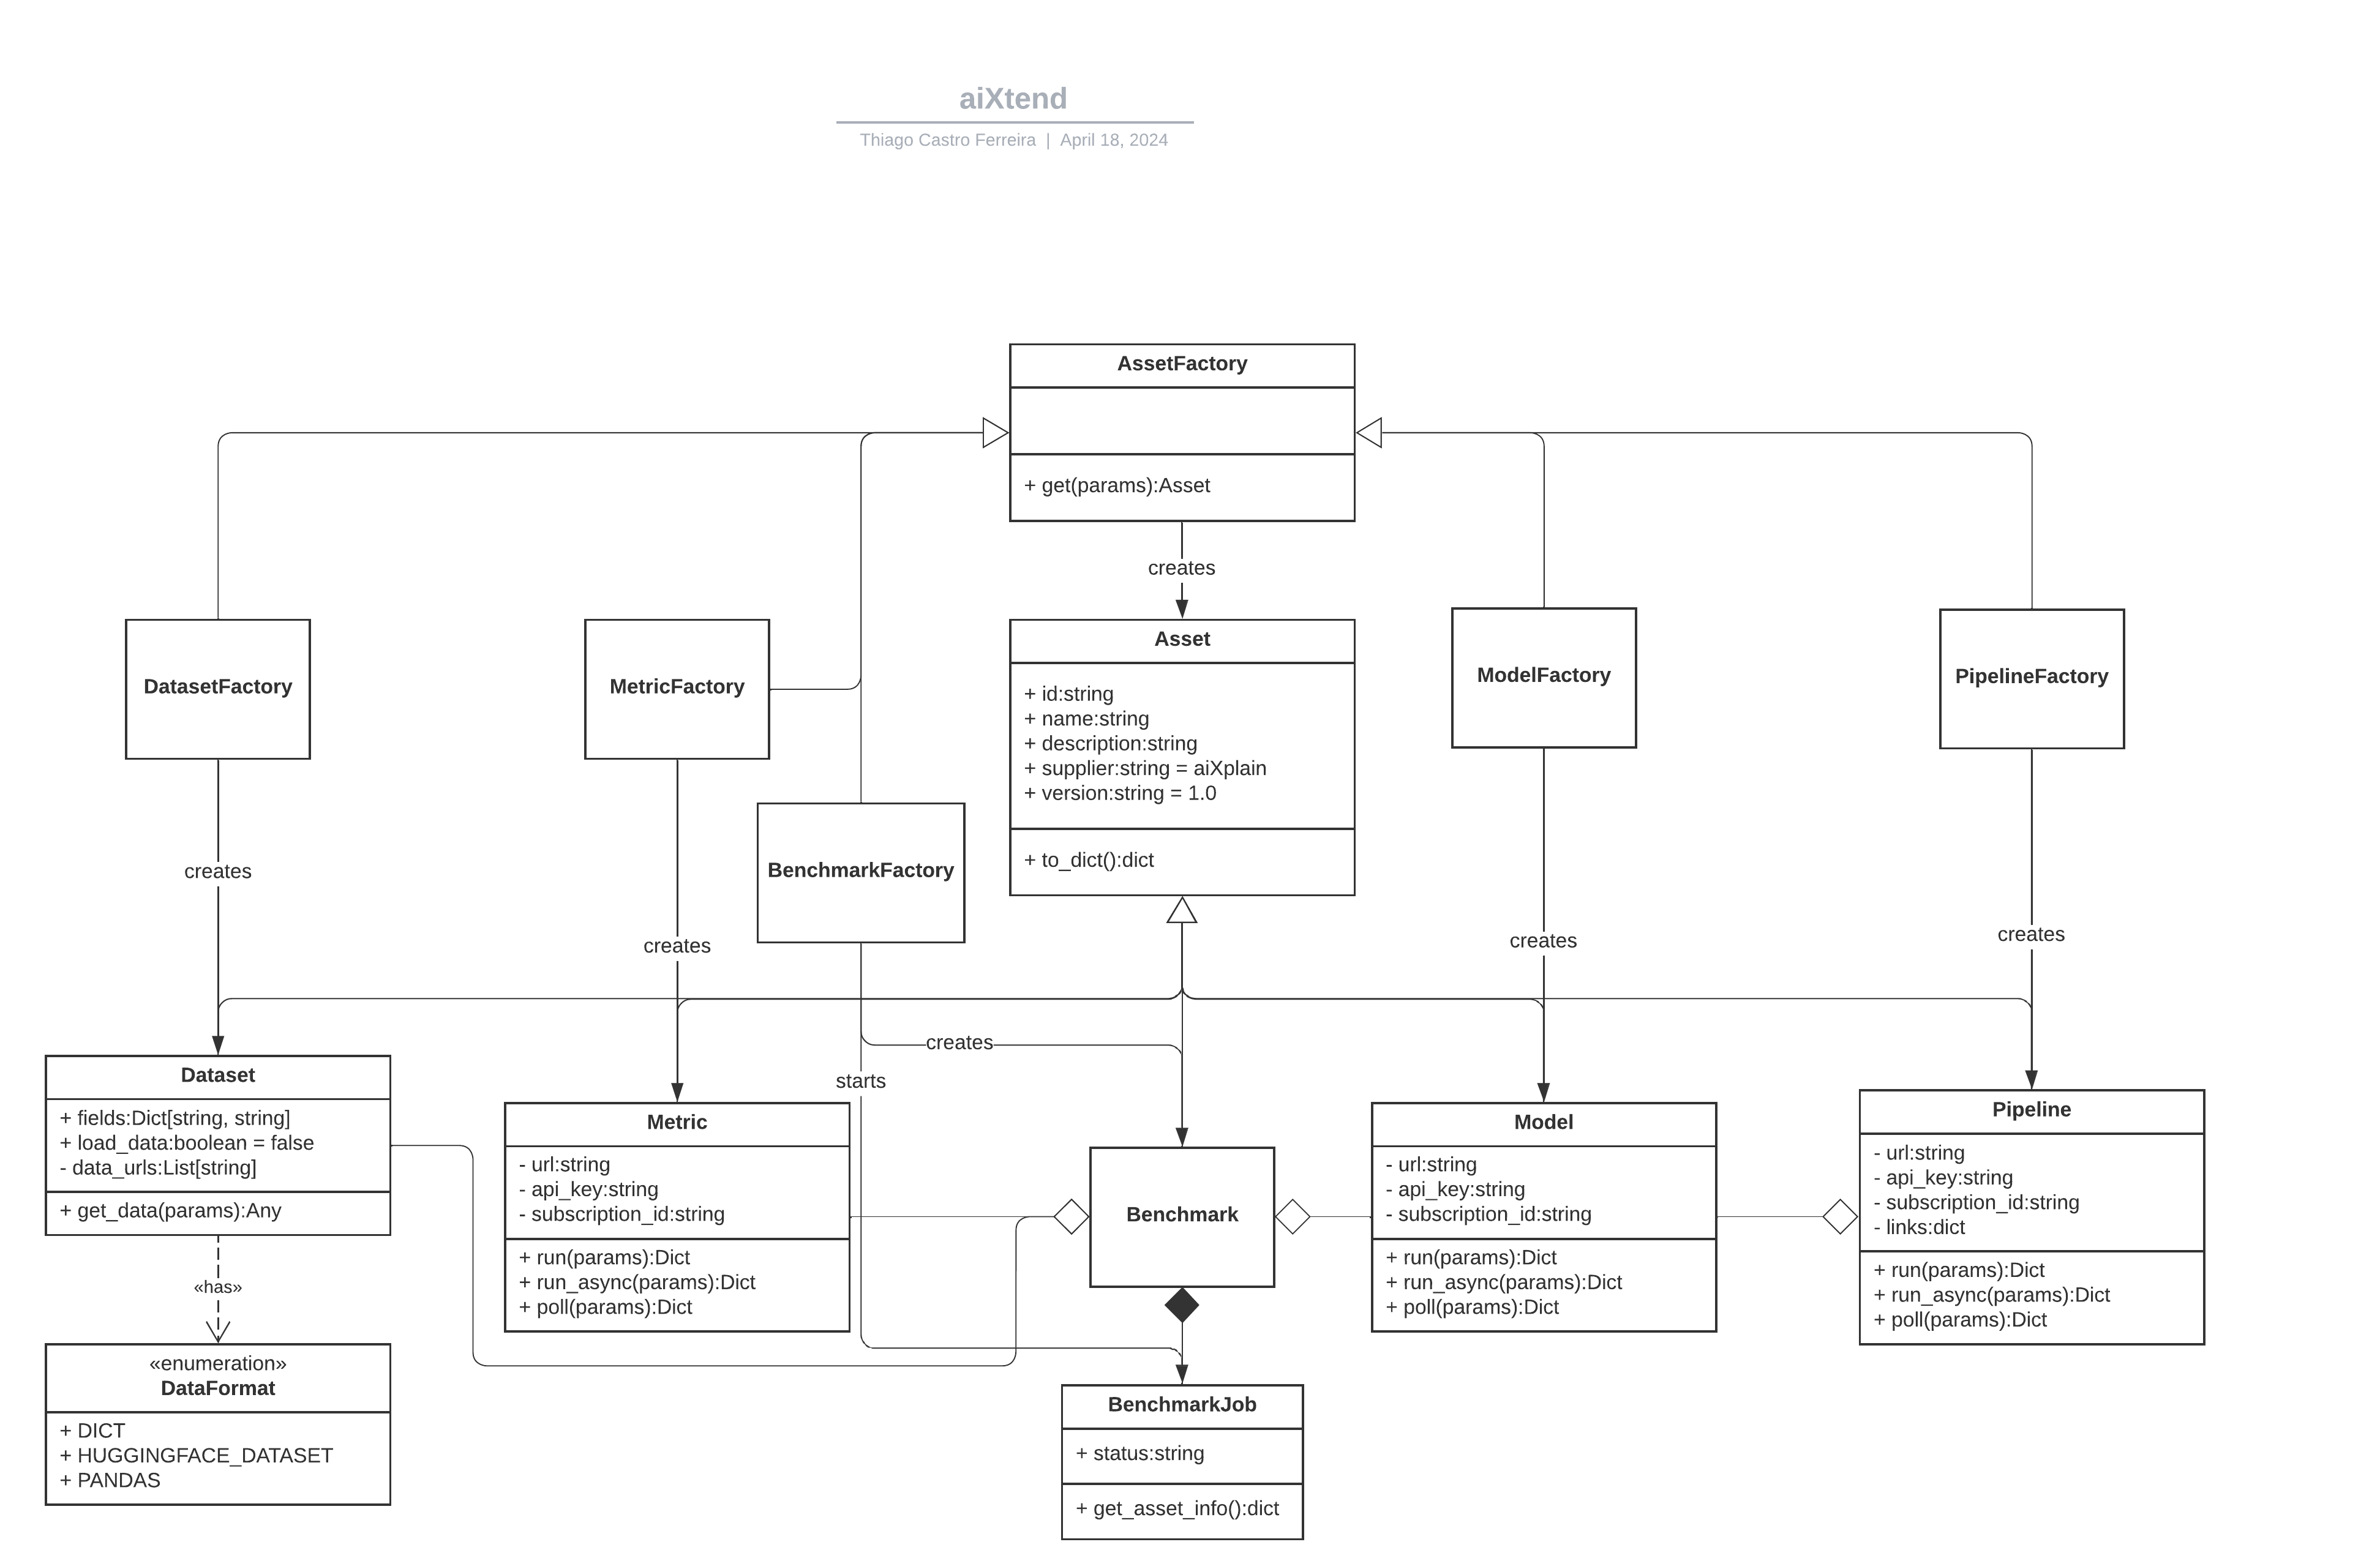 aiXtend
Thiago Castro Ferreira | April 18, 2024
AssetFactory
+ get(params):Asset
creates
DatasetFactory
MetricFactory
BenchmarkFactory
Asset
+ id:string
+ name:string
+ description:string
+ supplier:string = aiXplain
+ version:string = 1.0
+ to_dict():dict
ModelFactory
PipelineFactory
creates
creates
creates
creates
creates
starts
Dataset
+ fields:Dict[string, string]
+ load_data:boolean = false
- data_urls:List[string]
+ get_data(params):Any
«has»
«enumeration»
DataFormat
+ DICT
+ HUGGINGFACE_DATASET
+ PANDAS
Metric
- url:string
- api_key:string
- subscription_id:string
+ run(params):Dict
+ run_async(params):Dict
+ poll(params):Dict
Benchmark
BenchmarkJob
+ status:string
+ get_asset_info():dict
Model
- url:string
- api_key:string
- subscription_id:string
+ run(params):Dict
+ run_async(params):Dict
+ poll(params):Dict
Pipeline
- url:string
- api_key:string
- subscription_id:string
- links:dict
+ run(params):Dict
+ run_async(params):Dict
+ poll(params):Dict